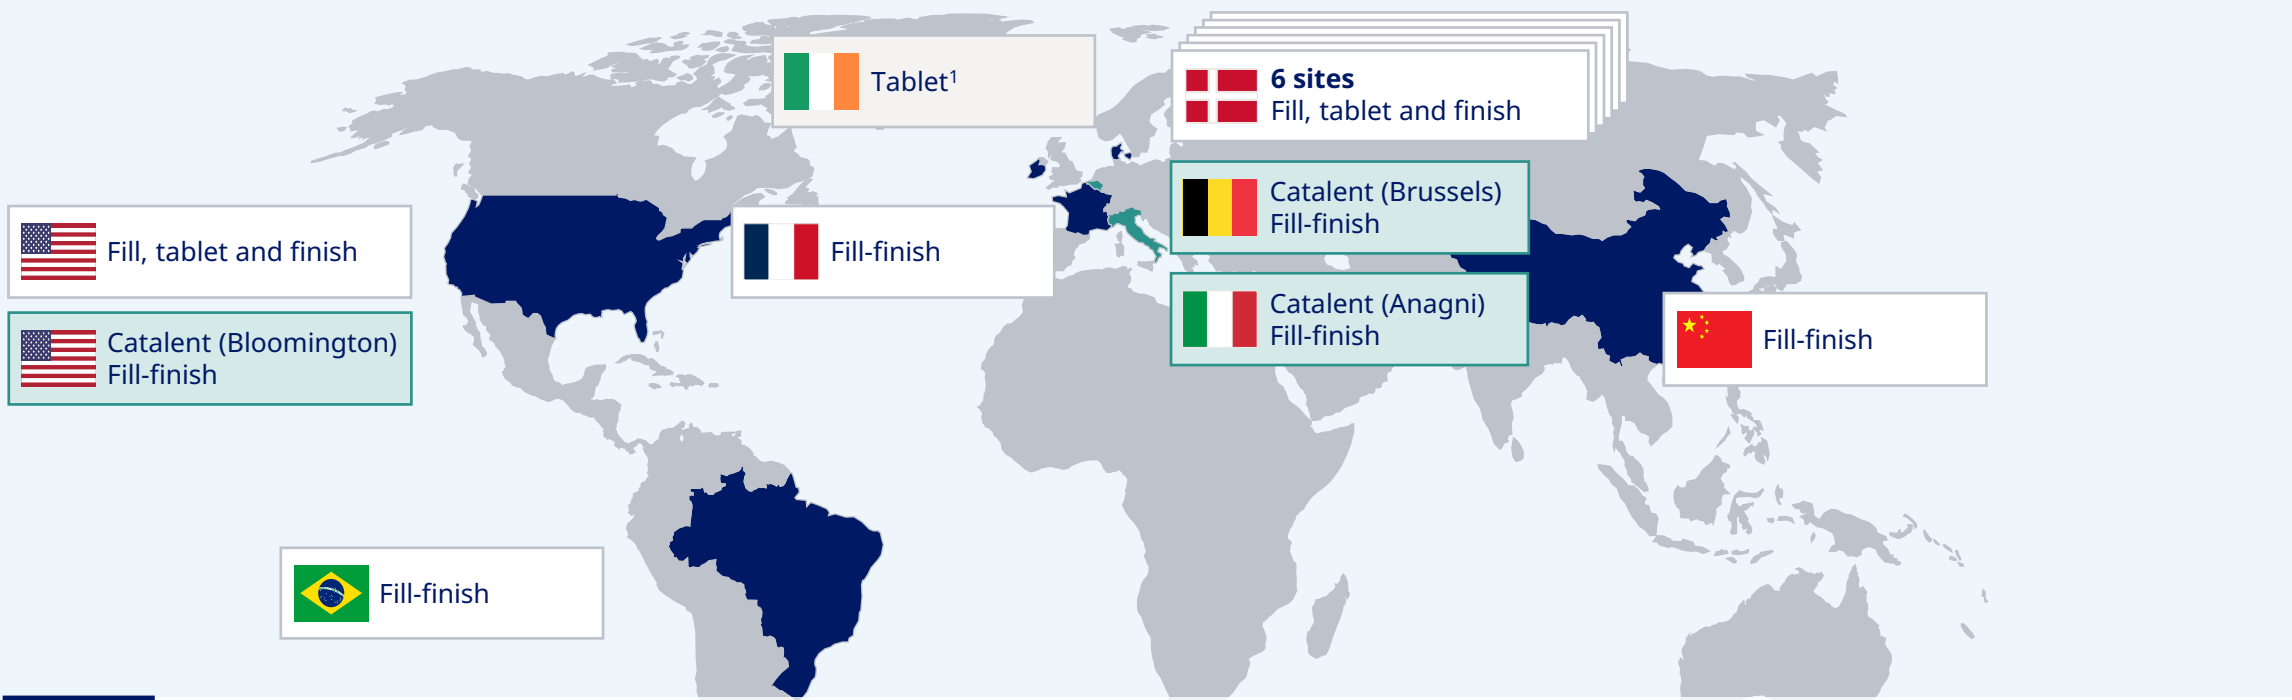 Tablet¹
6 sites
Fill, tablet and finish
Catalent (Brussels)
Fill-finish
Fill, tablet and finish
Fill-finish
Catalent (Anagni)
Fill-finish
Catalent (Bloomington)
Fill-finish
Fill-finish
Fill-finish